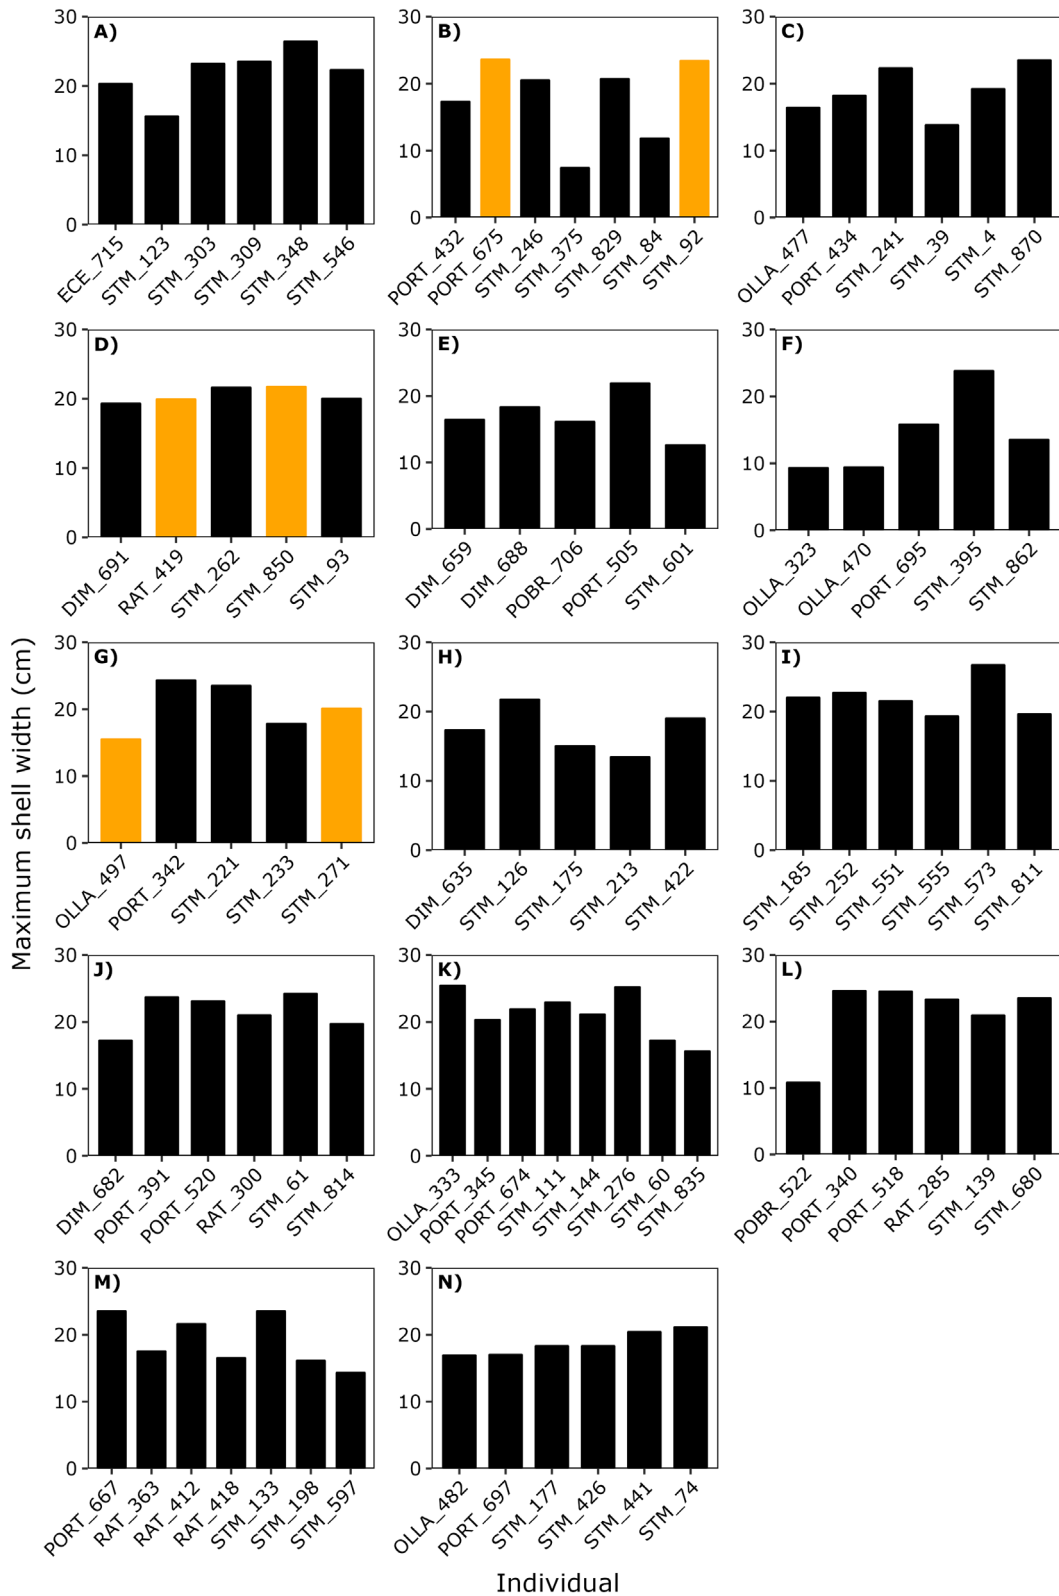 A)
30
20
10
0
ECE_715
STM_123
STM_303
STM_309
STM_348
STM_546
B)
30
20
10
0
PORT_432
PORT_675
STM_246
STM_375
STM_829
STM_84
STM_92
C)
30
20
10
0
OLLA_477
PORT_434
STM_241
STM_39
STM_4
STM_870
D)
30
20
10
0
DIM_691
RAT_419
STM_262
STM_850
STM_93
E)
30
20
10
0
DIM_659
DIM_688
POBR_706
PORT_505
STM_601
F)
30
20
10
0
OLLA_323
OLLA_470
PORT_695
STM_395
STM_862
Maximum shell width (cm)
G)
30
20
10
0
OLLA_497
PORT_342
STM_221
STM_233
STM_271
H)
30
20
10
0
DIM_635
STM_126
STM_175
STM_213
STM_422
I)
30
20
10
0
STM_185
STM_252
STM_551
STM_555
STM_573
STM_811
J)
30
20
10
0
DIM_682
PORT_391
PORT_520
RAT_300
STM_61
STM_814
K)
30
20
10
0
OLLA_333
PORT_345
PORT_674
STM_111
STM_144
STM_276
STM_60
STM_835
L)
30
20
10
0
POBR_522
PORT_340
PORT_518
RAT_285
STM_139
STM_680
M)
30
20
10
0
PORT_667
RAT_363
RAT_412
RAT_418
STM_133
STM_198
STM_597
N)
30
20
10
0
OLLA_482
PORT_697
STM_177
STM_426
STM_441
STM_74
Individual